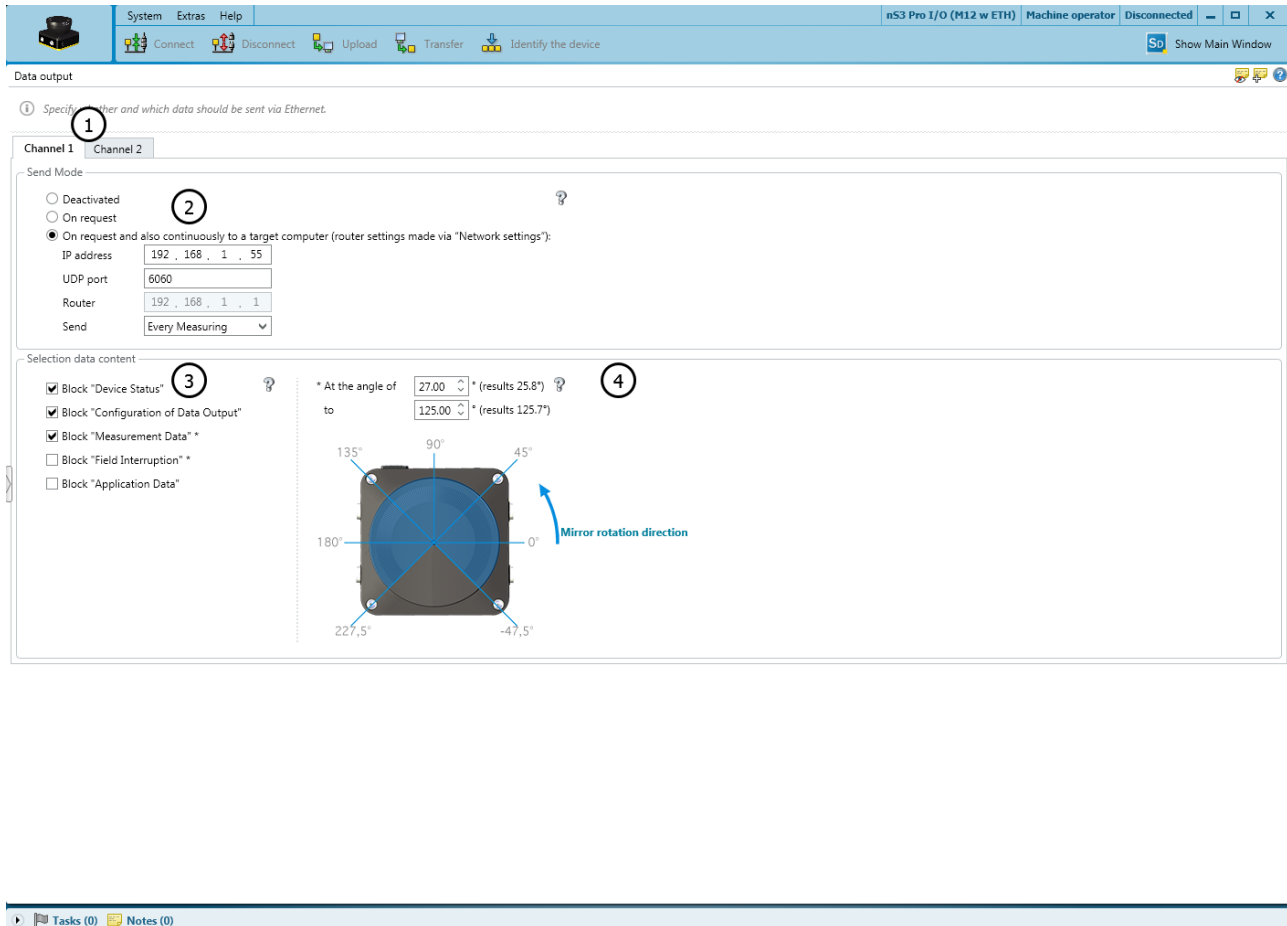 System Extras Help nS3 Pro I/O (M12 w ETH) Machine operator Disconnected
Connect Disconnect Upload Transfer Identify the device SD Show Main Window
Data output
Specify whether and which data should be sent via Ethernet.
1
Channel 1 Channel 2
Send Mode
Deactivated
2
On request
On request and also continuously to a target computer (router settings made via "Network settings"):
IP address 192 . 168 . 1 . 55
UDP port 6060
Router 192 . 168 . 1 . 1
Send Every Measuring
Selection data content
3 4
Block "Device Status" * At the angle of 27.00 ° (results 25.8°)
Block "Configuration of Data Output" to 125.00 ° (results 125.7°)
Block "Measurement Data" *
Block "Field Interruption" *
Block "Application Data"
135° 90° 45°
Mirror rotation direction
180° 0°
227,5° -47,5°
Tasks (0) Notes (0)